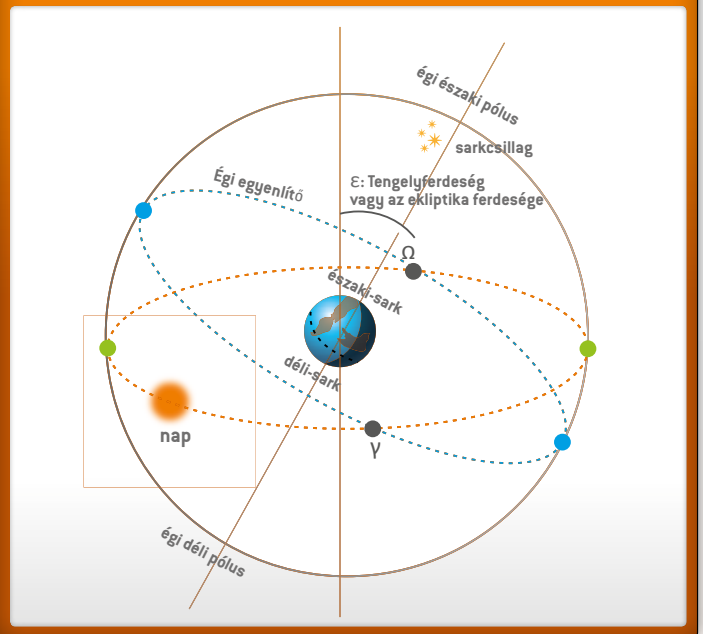 égi északi pólus
sarkcsillag
Égi egyenlítő
Ɛ: Tengelyferdeség
vagy az ekliptika ferdesége
Ω
északi-sark
déli-sark
nap
γ
égi déli pólus